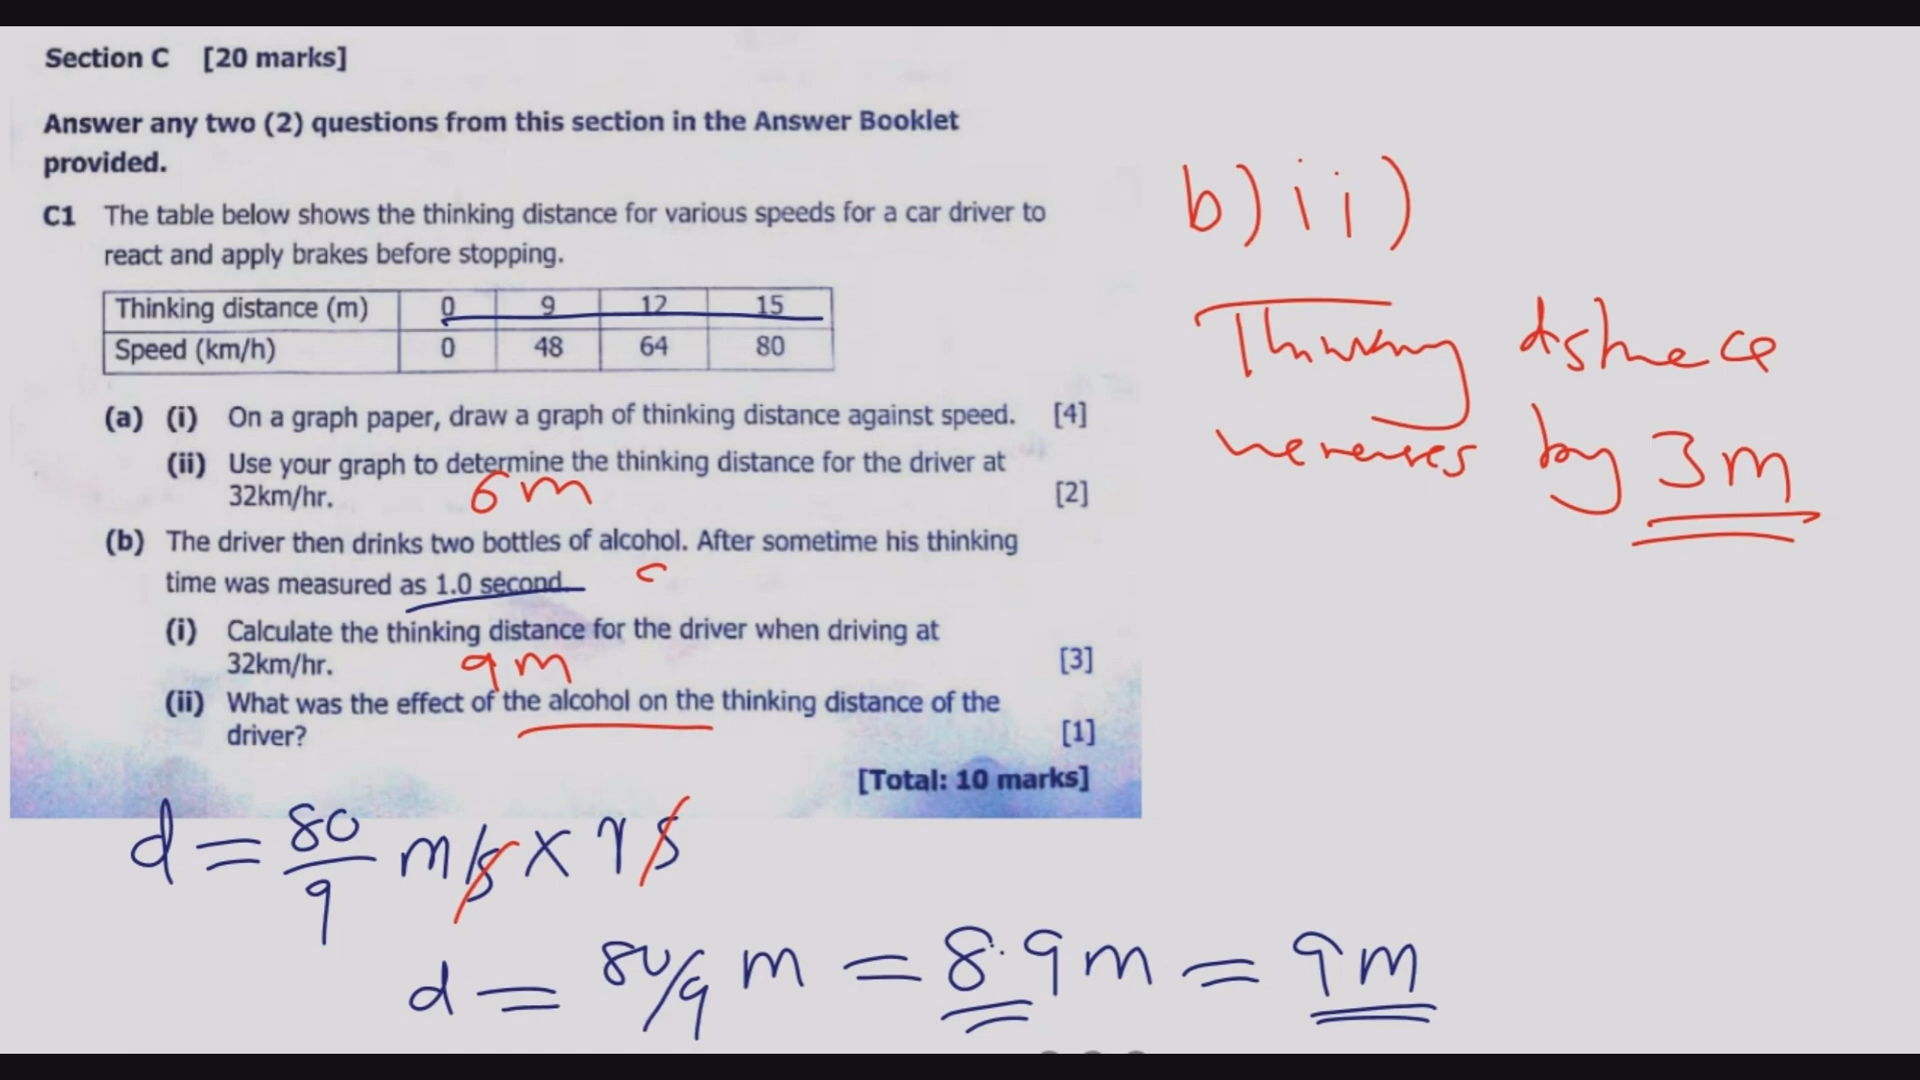 Section C [20 marks]
Answer any two (2) questions from this section in the Answer Booklet
provided.
C1 The table below shows the thinking distance for various speeds for a car driver to
react and apply brakes before stopping.
Thinking distance (m) 0 9 12 15
Speed (km/h) 0 48 64 80
(a) (i) On a graph paper, draw a graph of thinking distance against speed. [4]
(ii) Use your graph to determine the thinking distance for the driver at
32km/hr. [2]
6m
(b) The driver then drinks two bottles of alcohol. After sometime his thinking
time was measured as 1.0 second.
(i) Calculate the thinking distance for the driver when driving at
32km/hr. [3]
9m
(ii) What was the effect of the alcohol on the thinking distance of the
driver? [1]
[Total: 10 marks]
d = 80/9 m/s x 1s
d = 80/9 m = 8.9m = 9m
b) ii)
Thinking distance
increases by 3m